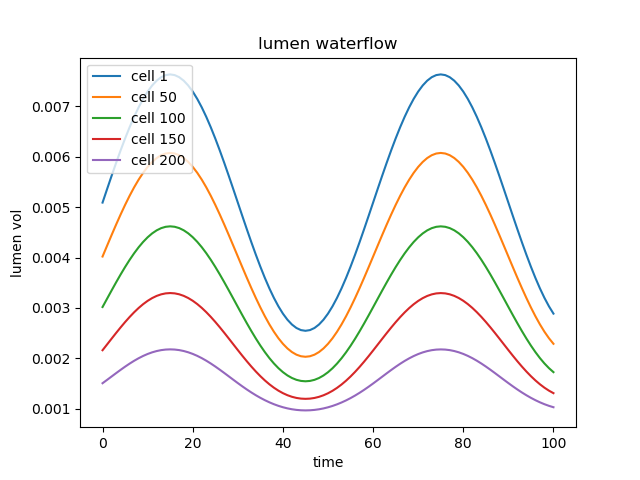 lumen waterflow
cell 1
cell 50
cell 100
cell 150
cell 200
lumen vol
0.007
0.006
0.005
0.004
0.003
0.002
0.001
0 20 40 60 80 100
time